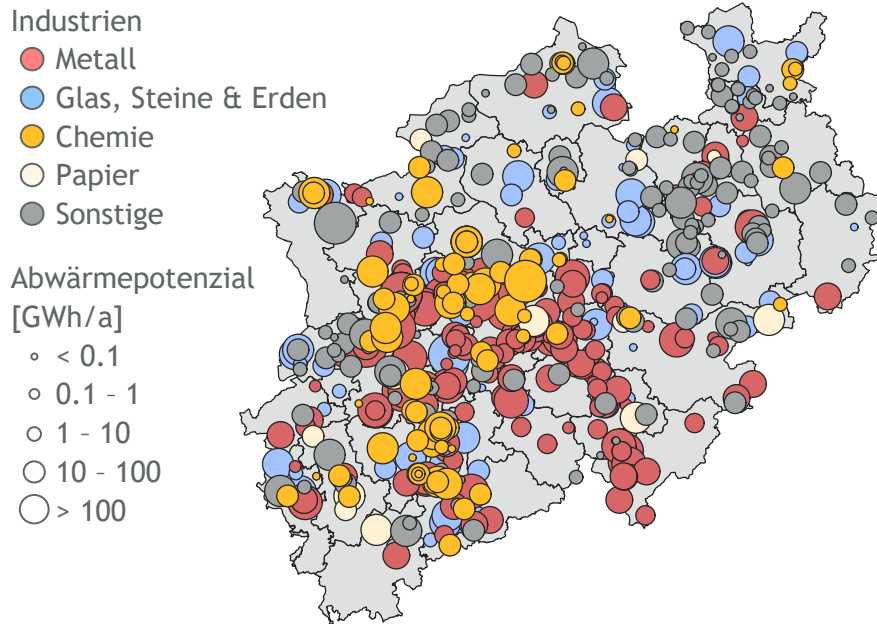 Industrien
Metall
Glas, Steine & Erden
Chemie
Papier
Sonstige
Abwärmepotenzial
[GWh/a]
< 0.1
0.1 - 1
1 - 10
10 - 100
> 100